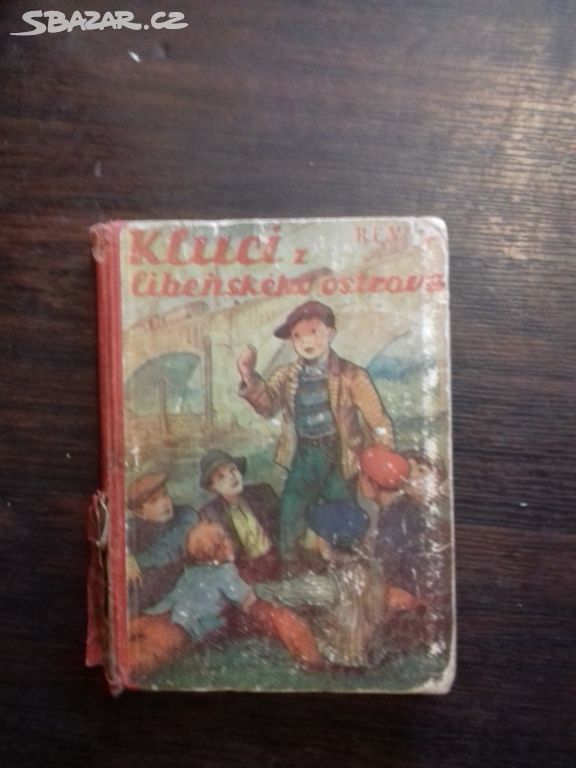 SBAZAR.CZ
Kluci z
libeňského ostrova